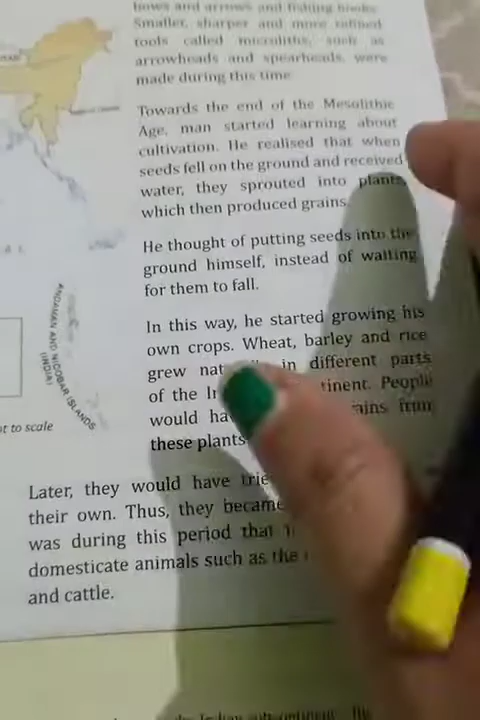 bows and arrows and fishing hooks.
Smaller, sharper and more refined
tools called microliths, such as
arrowheads and spearheads, were
made during this time.
Towards the end of the Mesolithic
Age, man started learning about
cultivation. He realised that when
seeds fell on the ground and received
water, they sprouted into plants,
which then produced grains.
He thought of putting seeds into the
ground himself, instead of waiting
for them to fall.
In this way, he started growing his
own crops. Wheat, barley and rice
grew in different parts
of the
would from
these plants
People
ANDAMAN AND NICOBAR ISLANDS
(INDIA)
to scale
Later, they would have
their own. Thus, they became
was during this period that
domesticate animals such as the
and cattle.